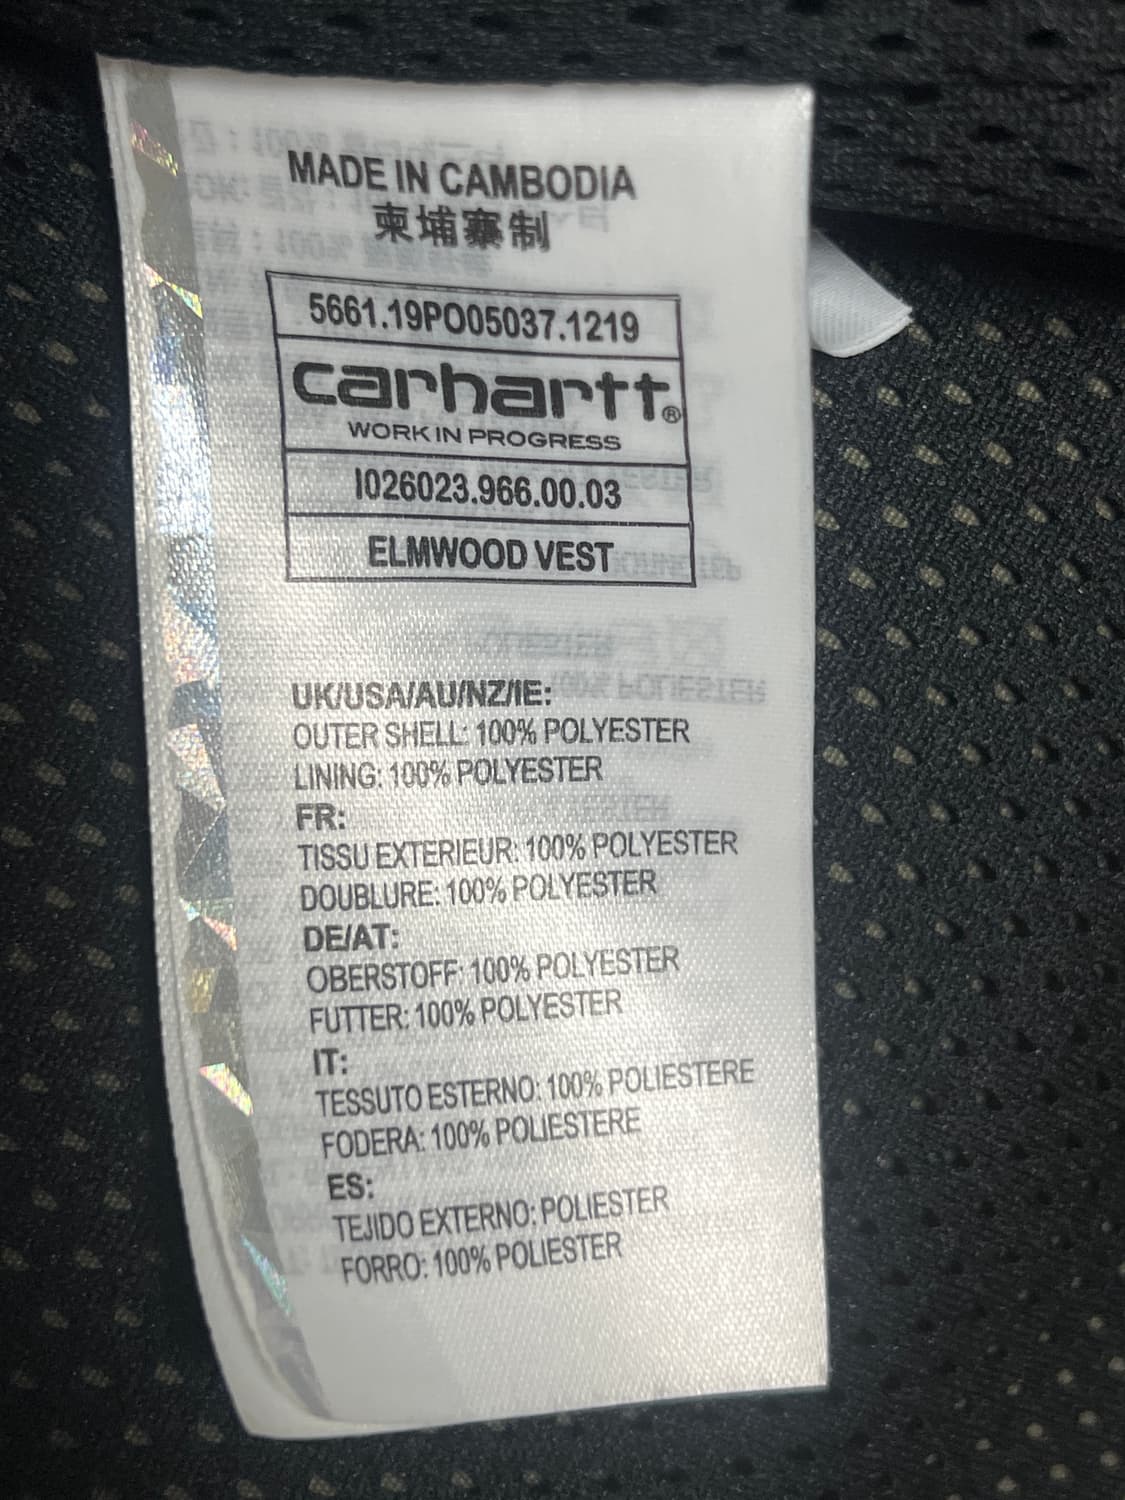 MADE IN CAMBODIA
柬埔寨制
5661.19PO05037.1219
carhartt®
WORK IN PROGRESS
I026023.966.00.03
ELMWOOD VEST
UK/USA/AU/NZ/IE:
OUTER SHELL: 100% POLYESTER
LINING: 100% POLYESTER
FR:
TISSU EXTERIEUR: 100% POLYESTER
DOUBLURE: 100% POLYESTER
DE/AT:
OBERSTOFF: 100% POLYESTER
FUTTER: 100% POLYESTER
IT:
TESSUTO ESTERNO: 100% POLIESTERE
FODERA: 100% POLIESTERE
ES:
TEJIDO EXTERNO: POLIESTER
FORRO: 100% POLIESTER